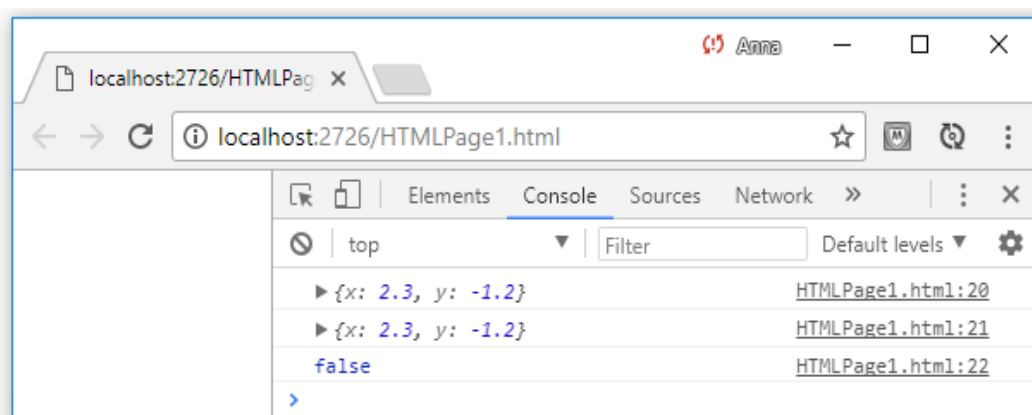 Anna
localhost:2726/HTMLPag
localhost:2726/HTMLPage1.html
Elements Console Sources Network »
top Filter Default levels
{x: 2.3, y: -1.2} HTMLPage1.html:20
{x: 2.3, y: -1.2} HTMLPage1.html:21
false HTMLPage1.html:22